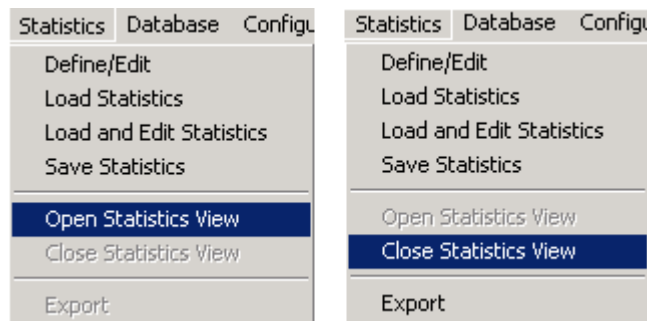 Statistics Database Configu
Define/Edit
Load Statistics
Load and Edit Statistics
Save Statistics
Open Statistics View
Close Statistics View
Export
Statistics Database Configu
Define/Edit
Load Statistics
Load and Edit Statistics
Save Statistics
Open Statistics View
Close Statistics View
Export